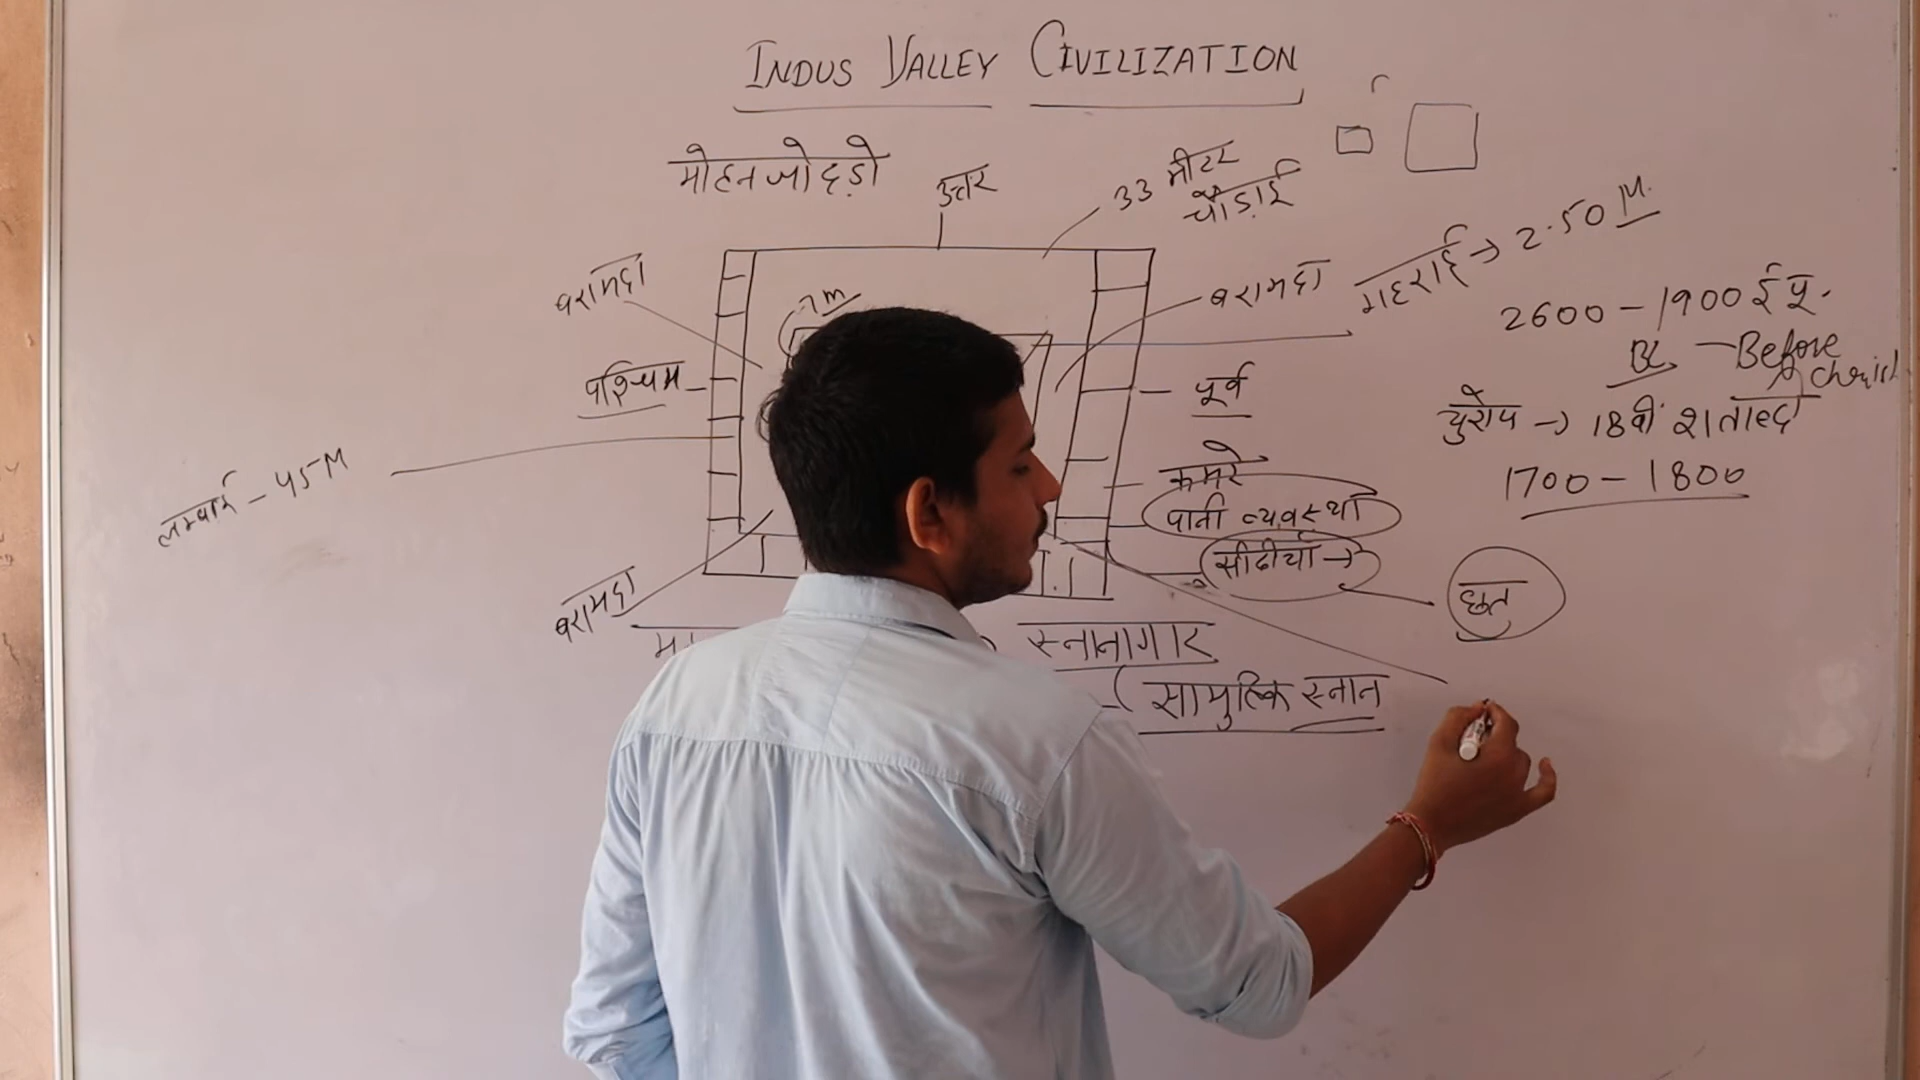 INDUS VALLEY CIVILIZATION
मोहनजोदड़ो
उत्तर
33 मीटर
चौड़ाई
गहराई → 2.50 M.
बरामदा
बरामदा
7 m
2600 – 1900 ई पू.
BC – Before
पश्चिम
पूर्व
युरोप → 18वीं शताब्दी
1700 – 1800
कमरे
लम्बाई – 45 M
पानी व्यवस्था
सीढीयाँ →
छत
बरामदा
स्नानागार
(सामुहिक स्नान